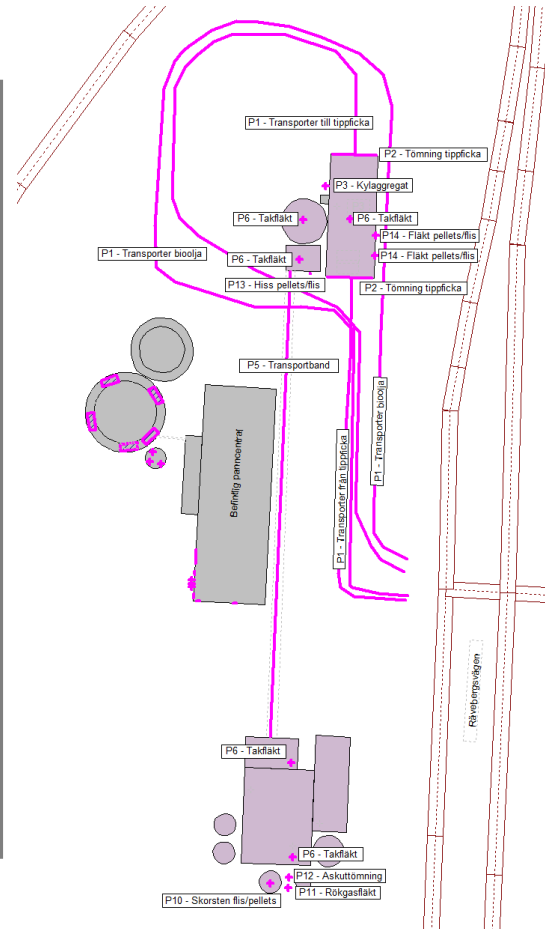 P1 - Transporter till tippficka
P2 - Tömning tippficka
P3 - Kylaggregat
P6 - Takfläkt
P6 - Takfläkt
P14 - Fläkt pellets/flis
P1 - Transporter bioolja
P6 - Takfläkt
P14 - Fläkt pellets/flis
P13 - Hiss pellets/flis
P2 - Tömning tippficka
P5 - Transportband
P1 - Transporter bioolja
Befintlig panncentral
P1 - Transporter från tippficka
Rävebergsvägen
P6 - Takfläkt
P6 - Takfläkt
P12 - Askuttömning
P11 - Rökgasfläkt
P10 - Skorsten flis/pellets